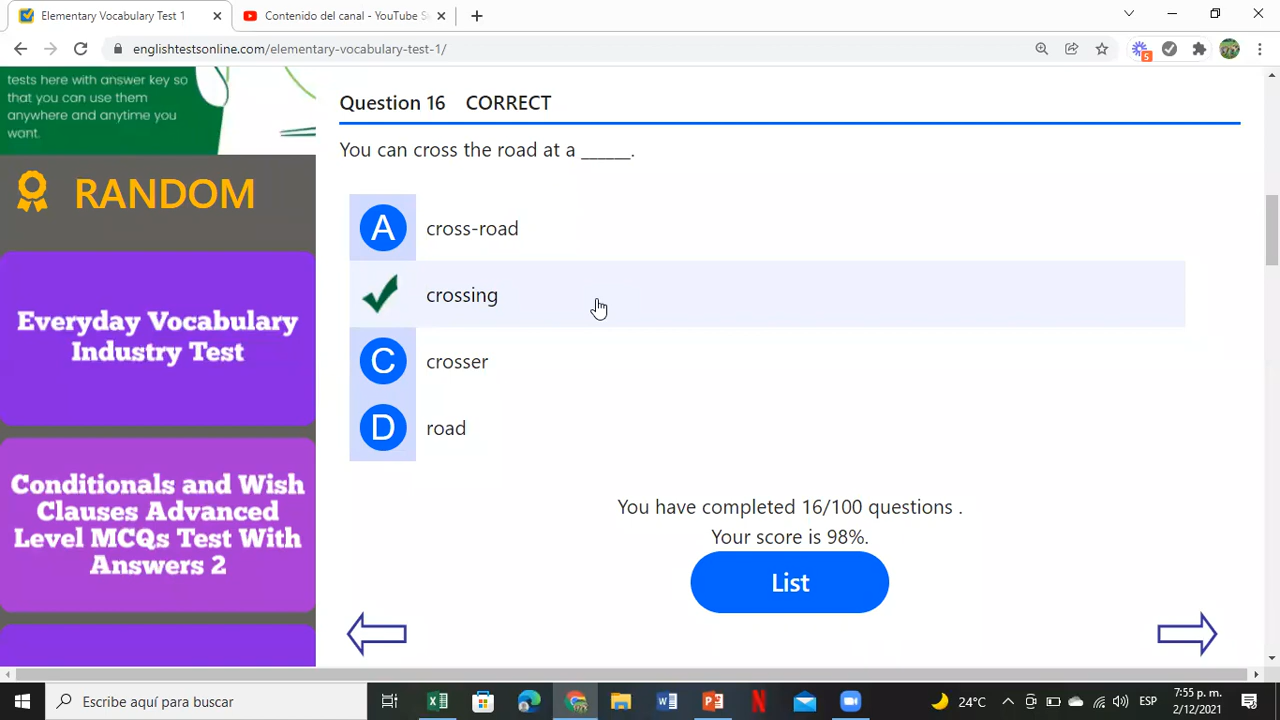 Elementary Vocabulary Test 1
Contenido del canal - YouTube S
englishtestsonline.com/elementary-vocabulary-test-1/
5
tests here with answer key so
that you can use them
anywhere and anytime you
want.
RANDOM
Everyday Vocabulary
Industry Test
Conditionals and Wish
Clauses Advanced
Level MCQs Test With
Answers 2
Question 16 CORRECT
You can cross the road at a ______.
A cross-road
crossing
C crosser
D road
You have completed 16/100 questions .
Your score is 98%.
List
Escribe aquí para buscar
24°C
ESP
7:55 p. m.
2/12/2021